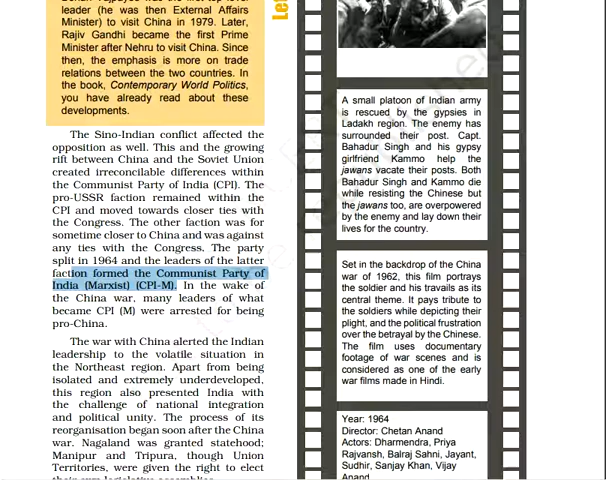 leader (he was then External Affairs
Minister) to visit China in 1979. Later,
Rajiv Gandhi became the first Prime
Minister after Nehru to visit China. Since
then, the emphasis is more on trade
relations between the two countries. In
the book, Contemporary World Politics,
you have already read about these
developments.
The Sino-Indian conflict affected the
opposition as well. This and the growing
rift between China and the Soviet Union
created irreconcilable differences within
the Communist Party of India (CPI). The
pro-USSR faction remained within the
CPI and moved towards closer ties with
the Congress. The other faction was for
sometime closer to China and was against
any ties with the Congress. The party
split in 1964 and the leaders of the latter
faction formed the Communist Party of
India (Marxist) (CPI-M). In the wake of
the China war, many leaders of what
became CPI (M) were arrested for being
pro-China.
The war with China alerted the Indian
leadership to the volatile situation in
the Northeast region. Apart from being
isolated and extremely underdeveloped,
this region also presented India with
the challenge of national integration
and political unity. The process of its
reorganisation began soon after the China
war. Nagaland was granted statehood;
Manipur and Tripura, though Union
Territories, were given the right to elect
Let
A small platoon of Indian army
is rescued by the gypsies in
Ladakh region. The enemy has
surrounded their post. Capt.
Bahadur Singh and his gypsy
girlfriend Kammo help the
jawans vacate their posts. Both
Bahadur Singh and Kammo die
while resisting the Chinese but
the jawans too, are overpowered
by the enemy and lay down their
lives for the country.
Set in the backdrop of the China
war of 1962, this film portrays
the soldier and his travails as its
central theme. It pays tribute to
the soldiers while depicting their
plight, and the political frustration
over the betrayal by the Chinese.
The film uses documentary
footage of war scenes and is
considered as one of the early
war films made in Hindi.
Year: 1964
Director: Chetan Anand
Actors: Dharmendra, Priya
Rajvansh, Balraj Sahni, Jayant,
Sudhir, Sanjay Khan, Vijay
Anand